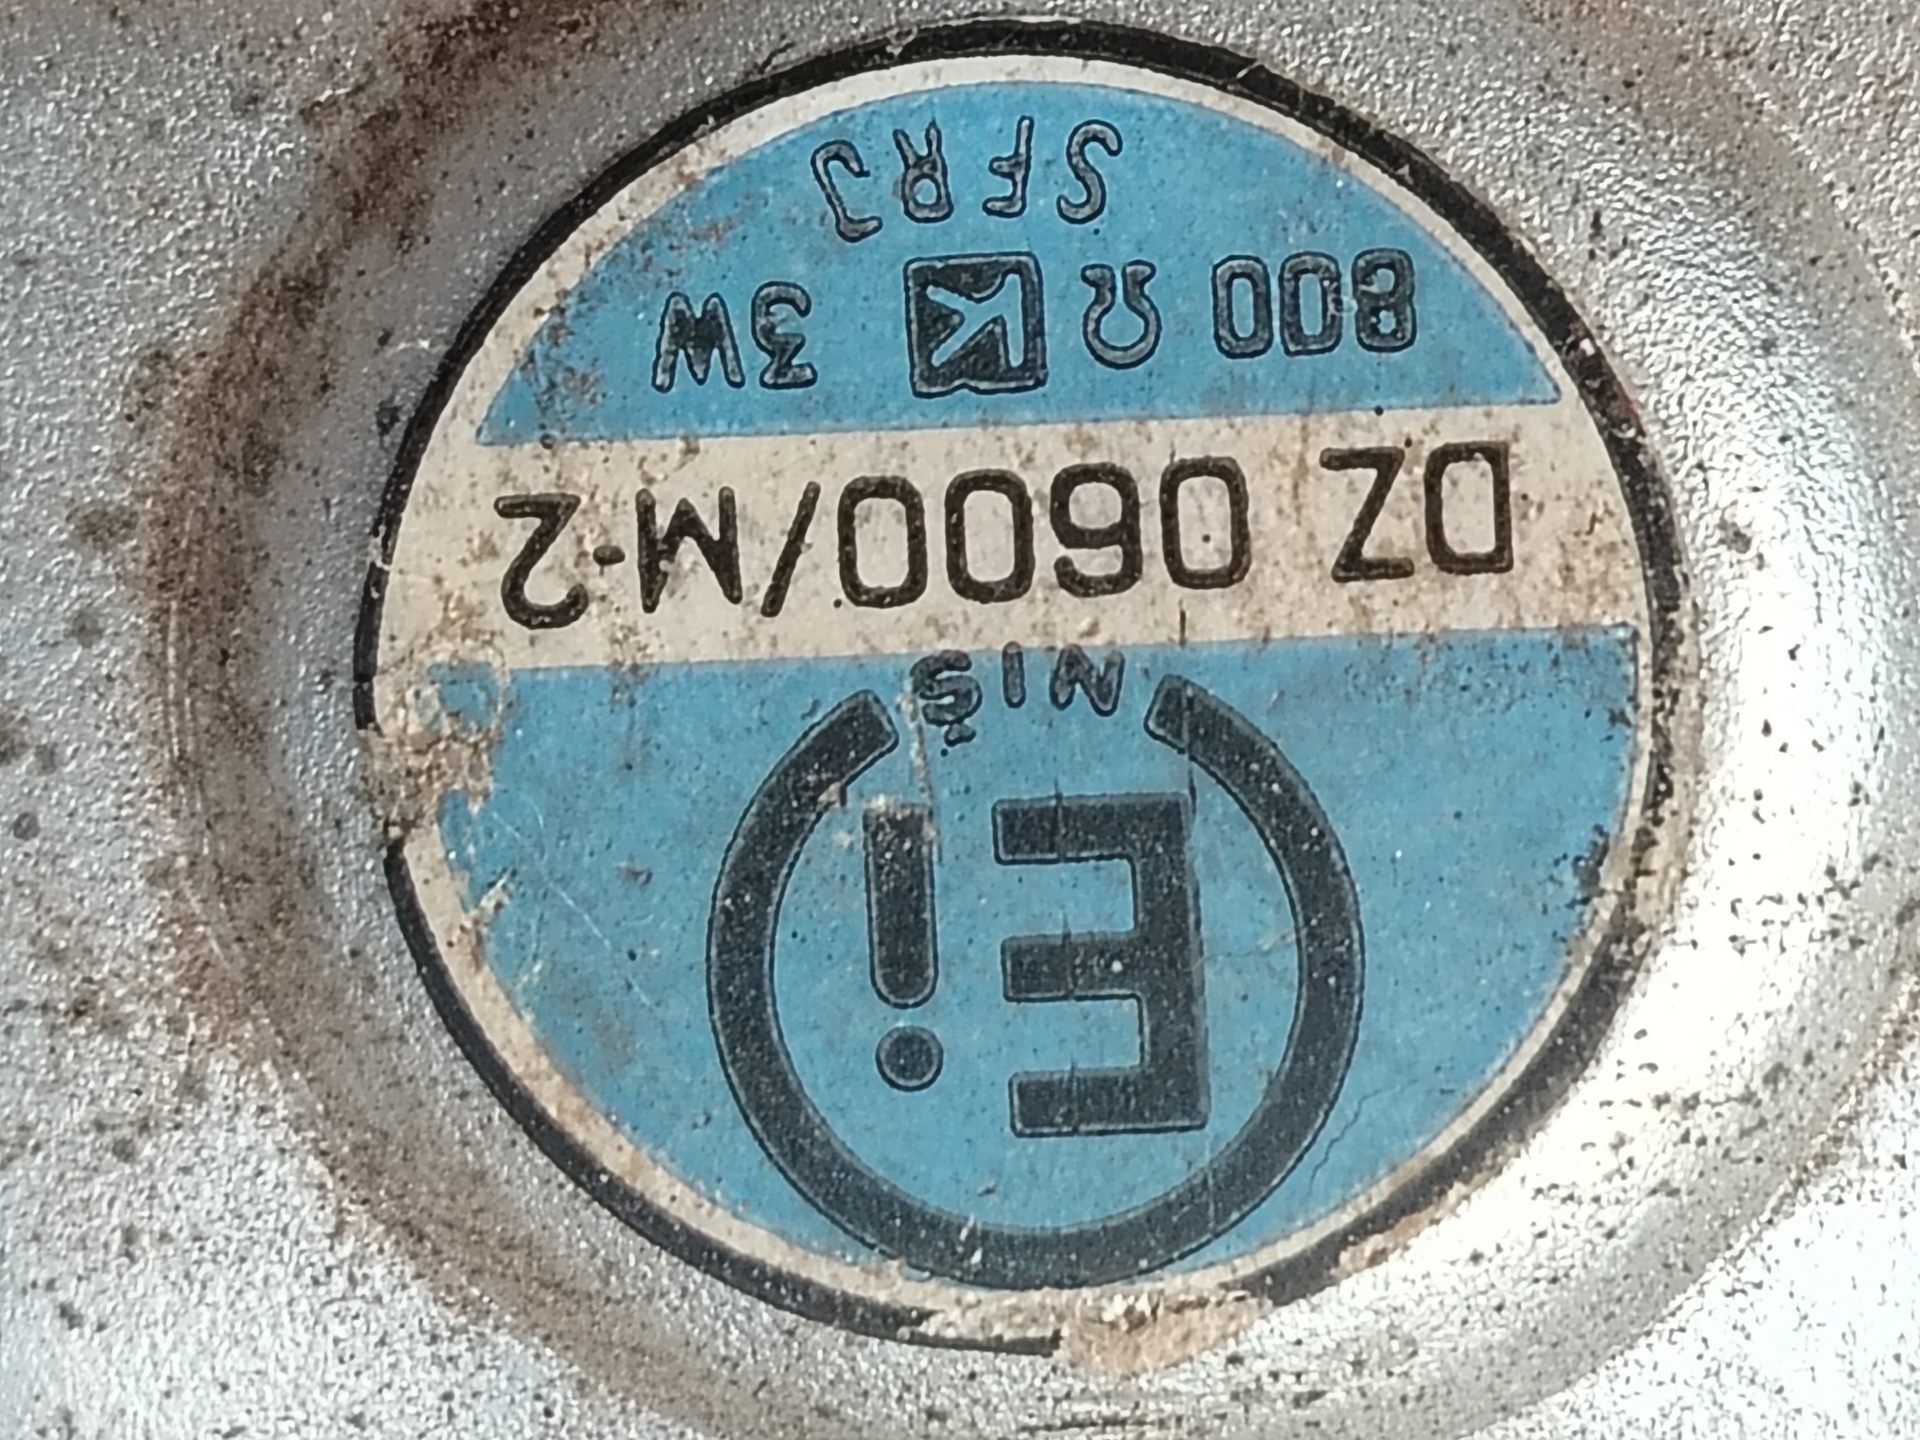 Ei
NIŠ
DZ 0600/M-2
800 Ω K 3W
SFRJ